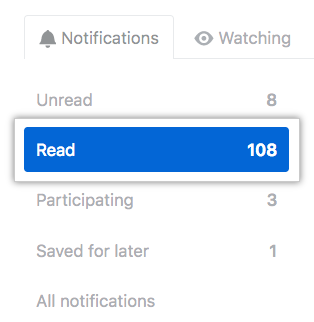 Notifications Watching
Unread 8
Read 108
Participating 3
Saved for later 1
All notifications